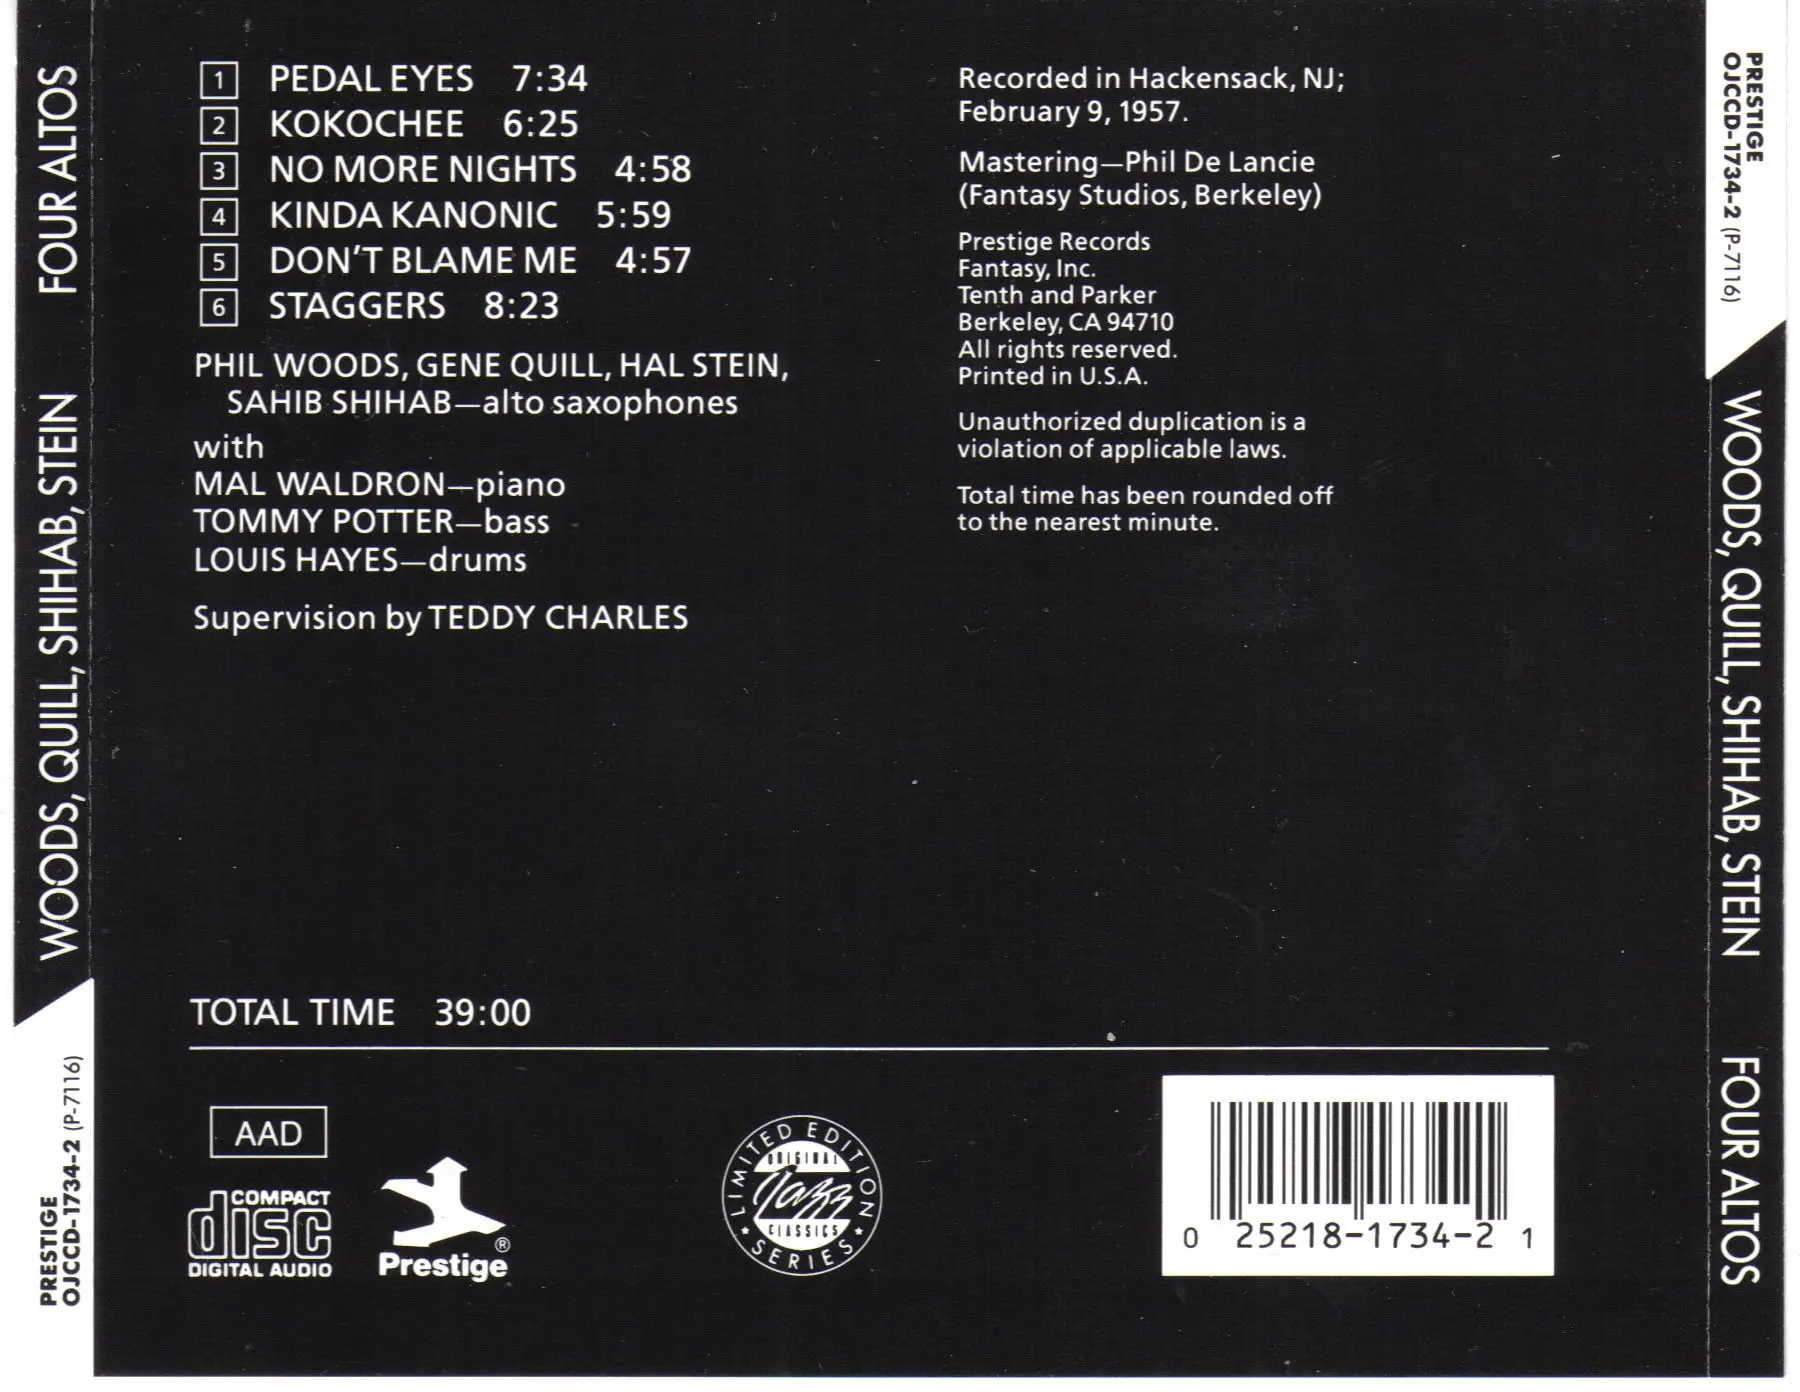 1 PEDAL EYES 7:34
2 KOKOCHEE 6:25
3 NO MORE NIGHTS 4:58
4 KINDA KANONIC 5:59
5 DON'T BLAME ME 4:57
6 STAGGERS 8:23
PHIL WOODS, GENE QUILL, HAL STEIN,
SAHIB SHIHAB—alto saxophones
with
MAL WALDRON—piano
TOMMY POTTER—bass
LOUIS HAYES—drums
Supervision by TEDDY CHARLES
Recorded in Hackensack, NJ;
February 9, 1957.
Mastering—Phil De Lancie
(Fantasy Studios, Berkeley)
Prestige Records
Fantasy, Inc.
Tenth and Parker
Berkeley, CA 94710
All rights reserved.
Printed in U.S.A.
Unauthorized duplication is a
violation of applicable laws.
Total time has been rounded off
to the nearest minute.
TOTAL TIME 39:00
AAD
COMPACT
disc
DIGITAL AUDIO
Prestige®
LIMITED EDITION
ORIGINAL
Jazz
CLASSICS
SERIES
0 25218-1734-2 1
WOODS, QUILL, SHIHAB, STEIN FOUR ALTOS
PRESTIGE
OJCCD-1734-2 (P-7116)
PRESTIGE
OJCCD-1734-2 (P-7116)
WOODS, QUILL, SHIHAB, STEIN FOUR ALTOS